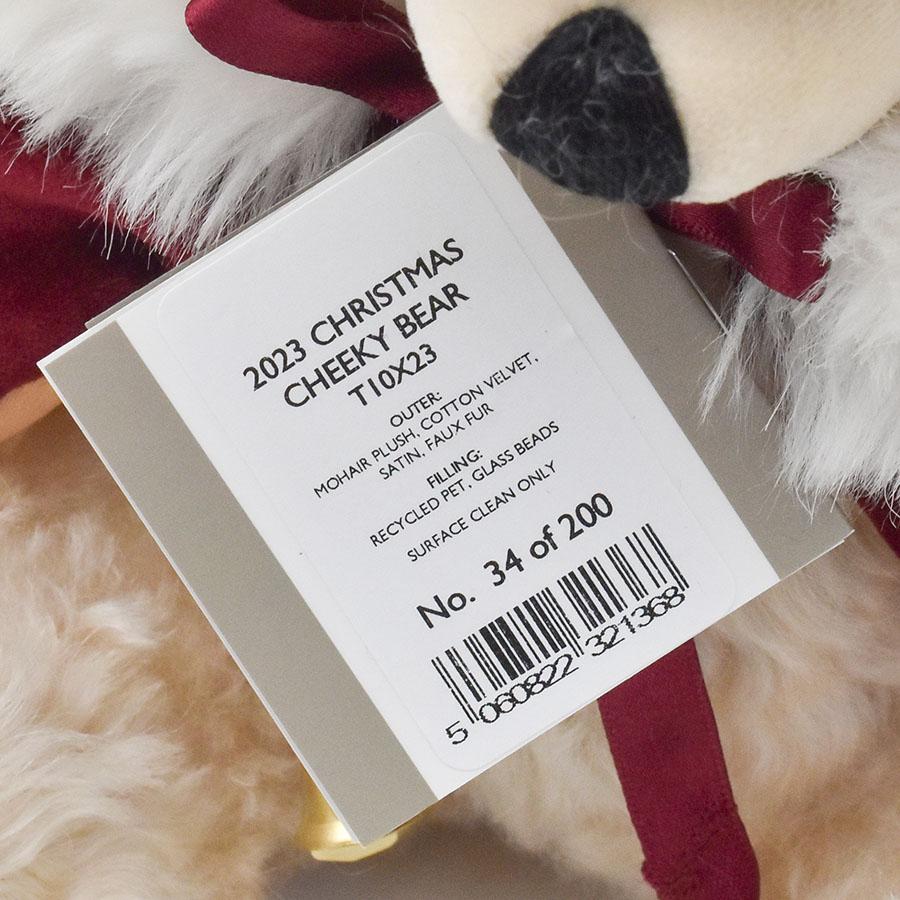 2023 CHRISTMAS
CHEEKY BEAR
T10X23
OUTER:
MOHAIR PLUSH, COTTON VELVET,
SATIN, FAUX FUR
FILLING:
RECYCLED PET, GLASS BEADS
SURFACE CLEAN ONLY
No. 34 of 200
5 060822 321368